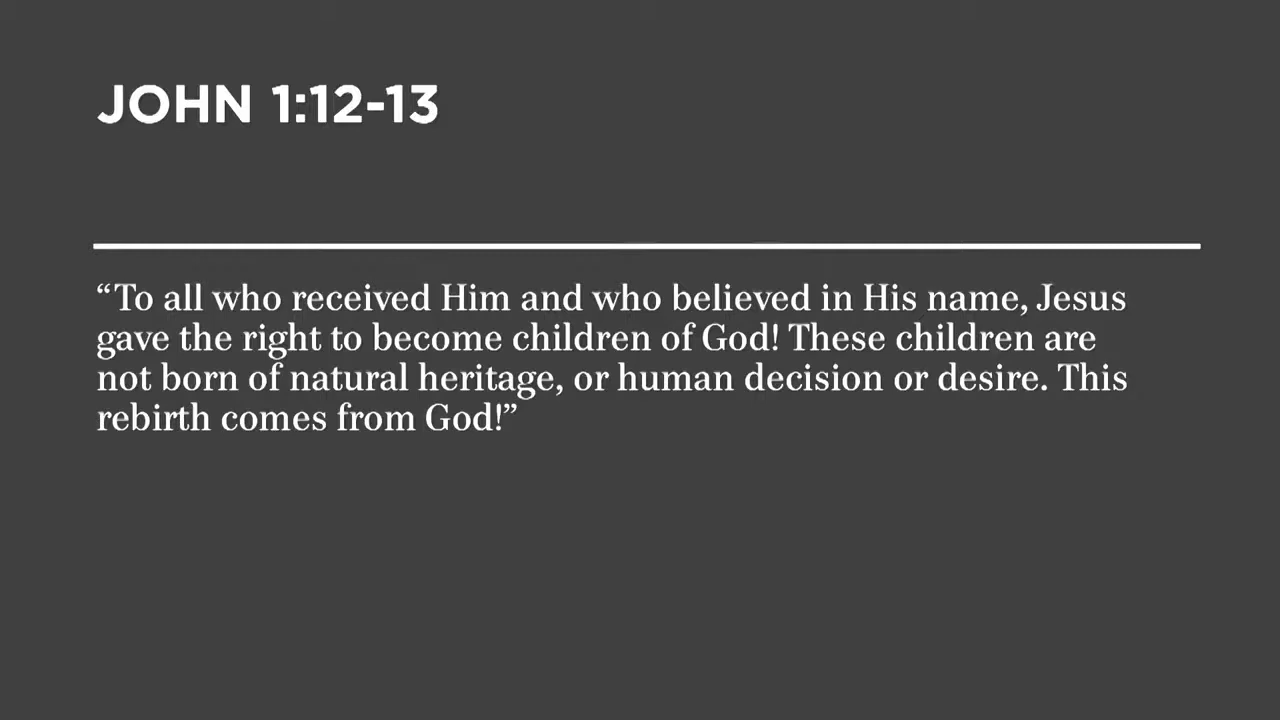 JOHN 1:12-13
“To all who received Him and who believed in His name, Jesus
gave the right to become children of God! These children are
not born of natural heritage, or human decision or desire. This
rebirth comes from God!”